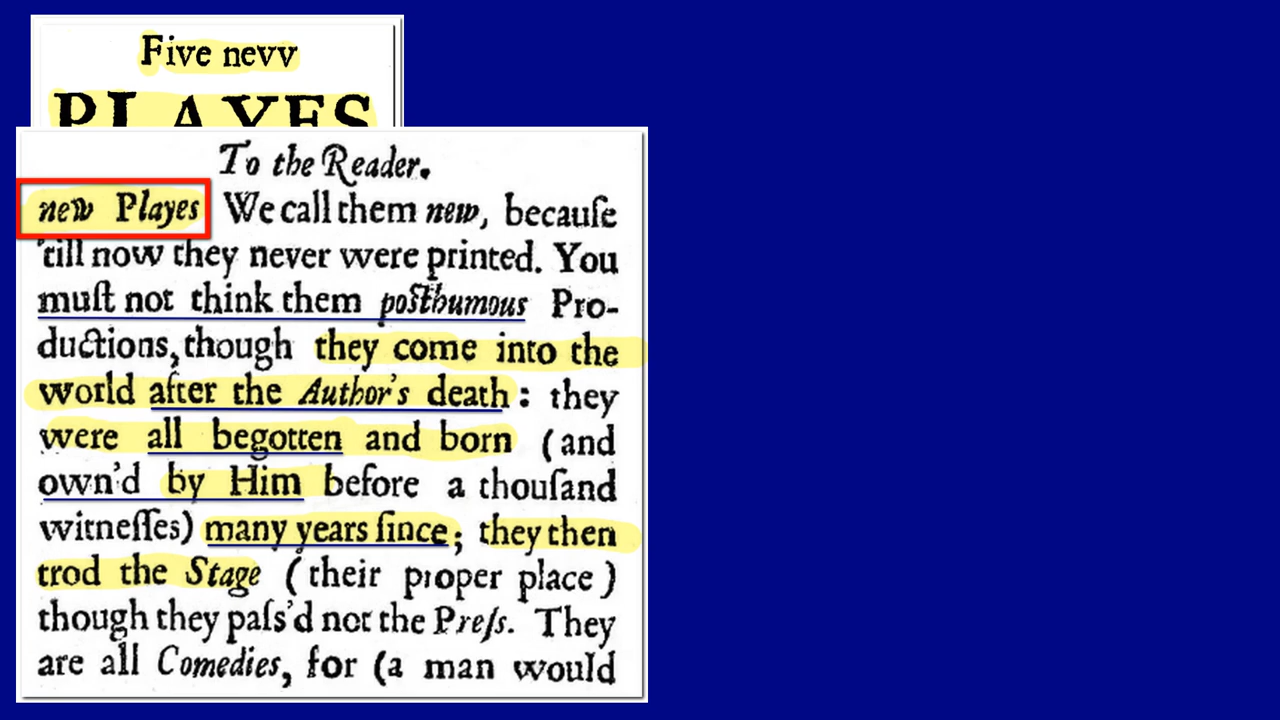 Five nevv
PLAYES
To the Reader.
new Playes We call them new, becauſe
'till now they never were printed. You
muſt not think them poſthumous Pro-
ductions, though they come into the
world after the Author's death: they
were all begotten and born (and
own'd by Him before a thouſand
witneſſes) many years ſince; they then
trod the Stage (their proper place)
though they paſs'd not the Preſs. They
are all Comedies, for (a man would